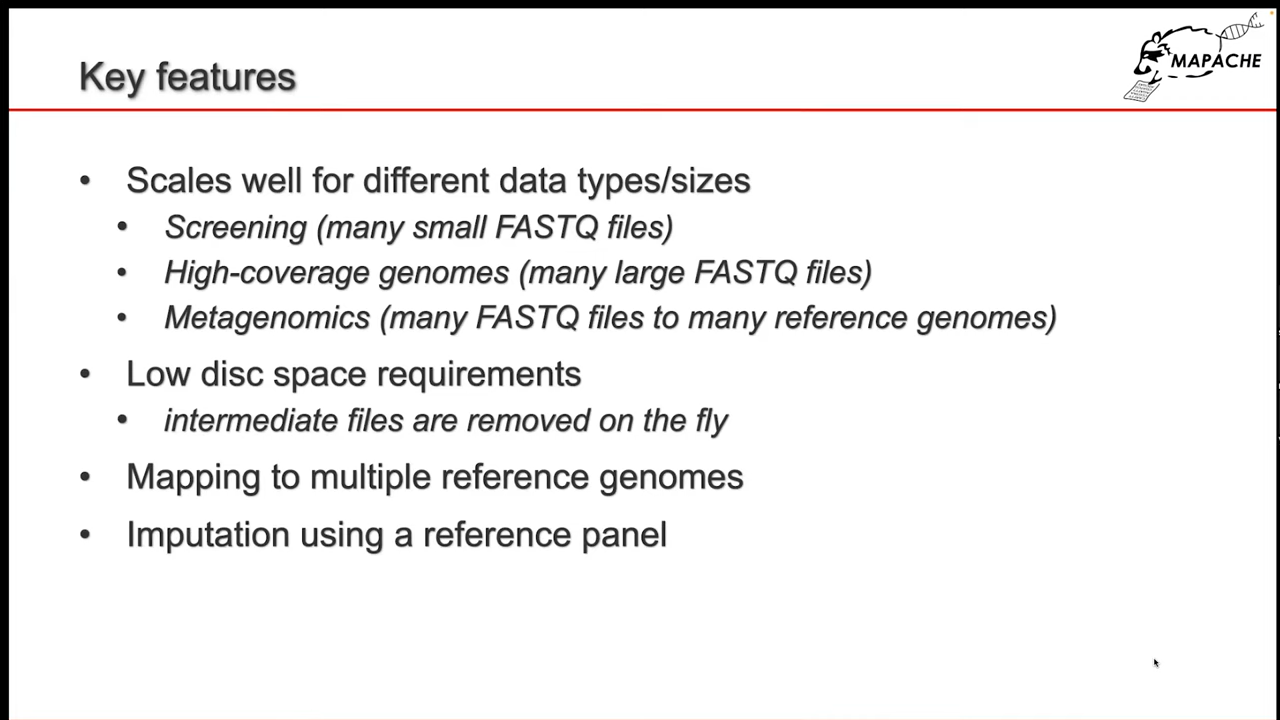 Key features
MAPACHE
• Scales well for different data types/sizes
• Screening (many small FASTQ files)
• High-coverage genomes (many large FASTQ files)
• Metagenomics (many FASTQ files to many reference genomes)
• Low disc space requirements
• intermediate files are removed on the fly
• Mapping to multiple reference genomes
• Imputation using a reference panel